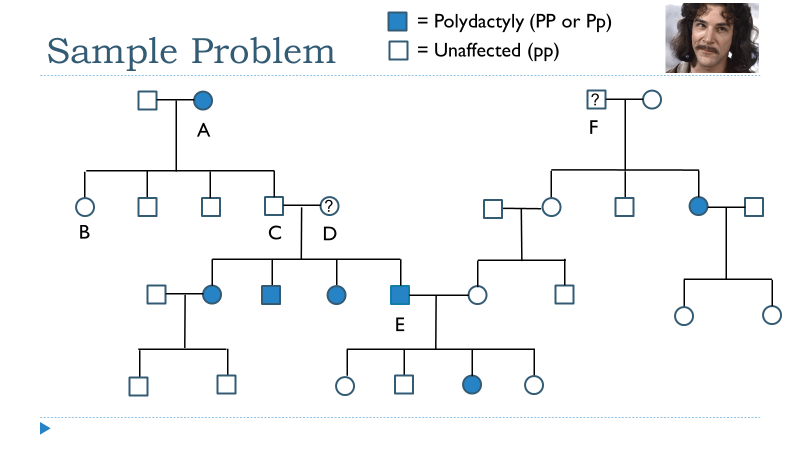 Sample Problem
= Polydactyly (PP or Pp)
= Unaffected (pp)
?
A
F
?
B
C
D
E